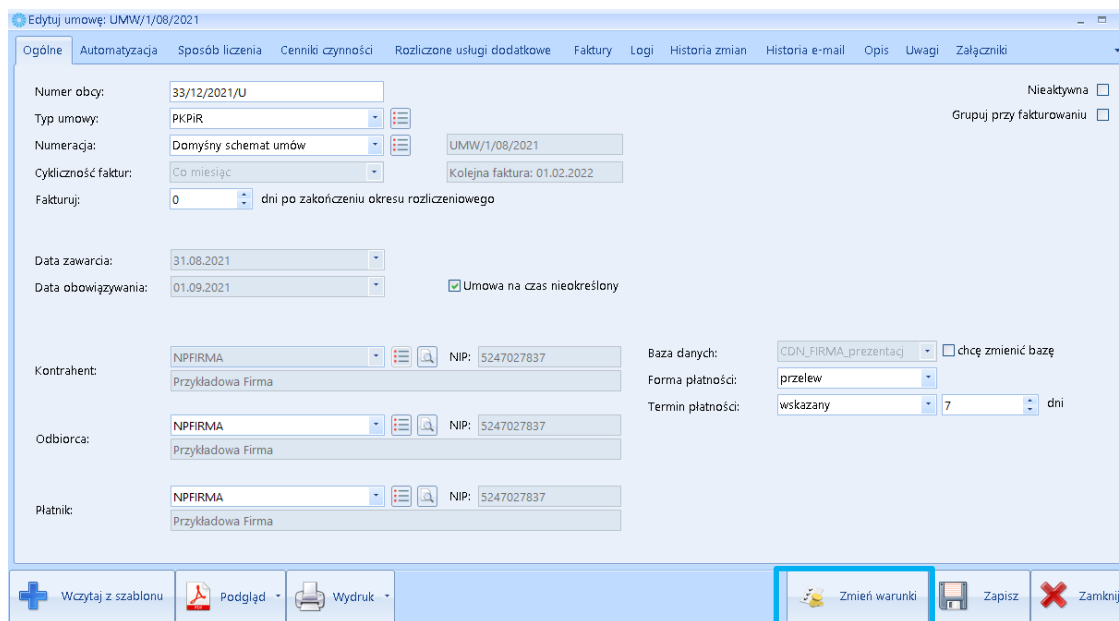 Edytuj umowę: UMW/1/08/2021
Ogólne Automatyzacja Sposób liczenia Cenniki czynności Rozliczone usługi dodatkowe Faktury Logi Historia zmian Historia e-mail Opis Uwagi Załączniki
Numer obcy: 33/12/2021/U Nieaktywna
Typ umowy: PKPiR Grupuj przy fakturowaniu
Numeracja: Domyśny schemat umów UMW/1/08/2021
Cykliczność faktur: Co miesiąc Kolejna faktura: 01.02.2022
Fakturuj: 0 dni po zakończeniu okresu rozliczeniowego
Data zawarcia: 31.08.2021
Data obowiązywania: 01.09.2021 Umowa na czas nieokreślony
Kontrahent: NPFIRMA NIP: 5247027837
Przykładowa Firma
Baza danych: CDN_FIRMA_prezentacj chcę zmienić bazę
Forma płatności: przelew
Termin płatności: wskazany 7 dni
Odbiorca: NPFIRMA NIP: 5247027837
Przykładowa Firma
Płatnik: NPFIRMA NIP: 5247027837
Przykładowa Firma
Wczytaj z szablonu PDF Podgląd Wydruk Zmień warunki Zapisz Zamknij